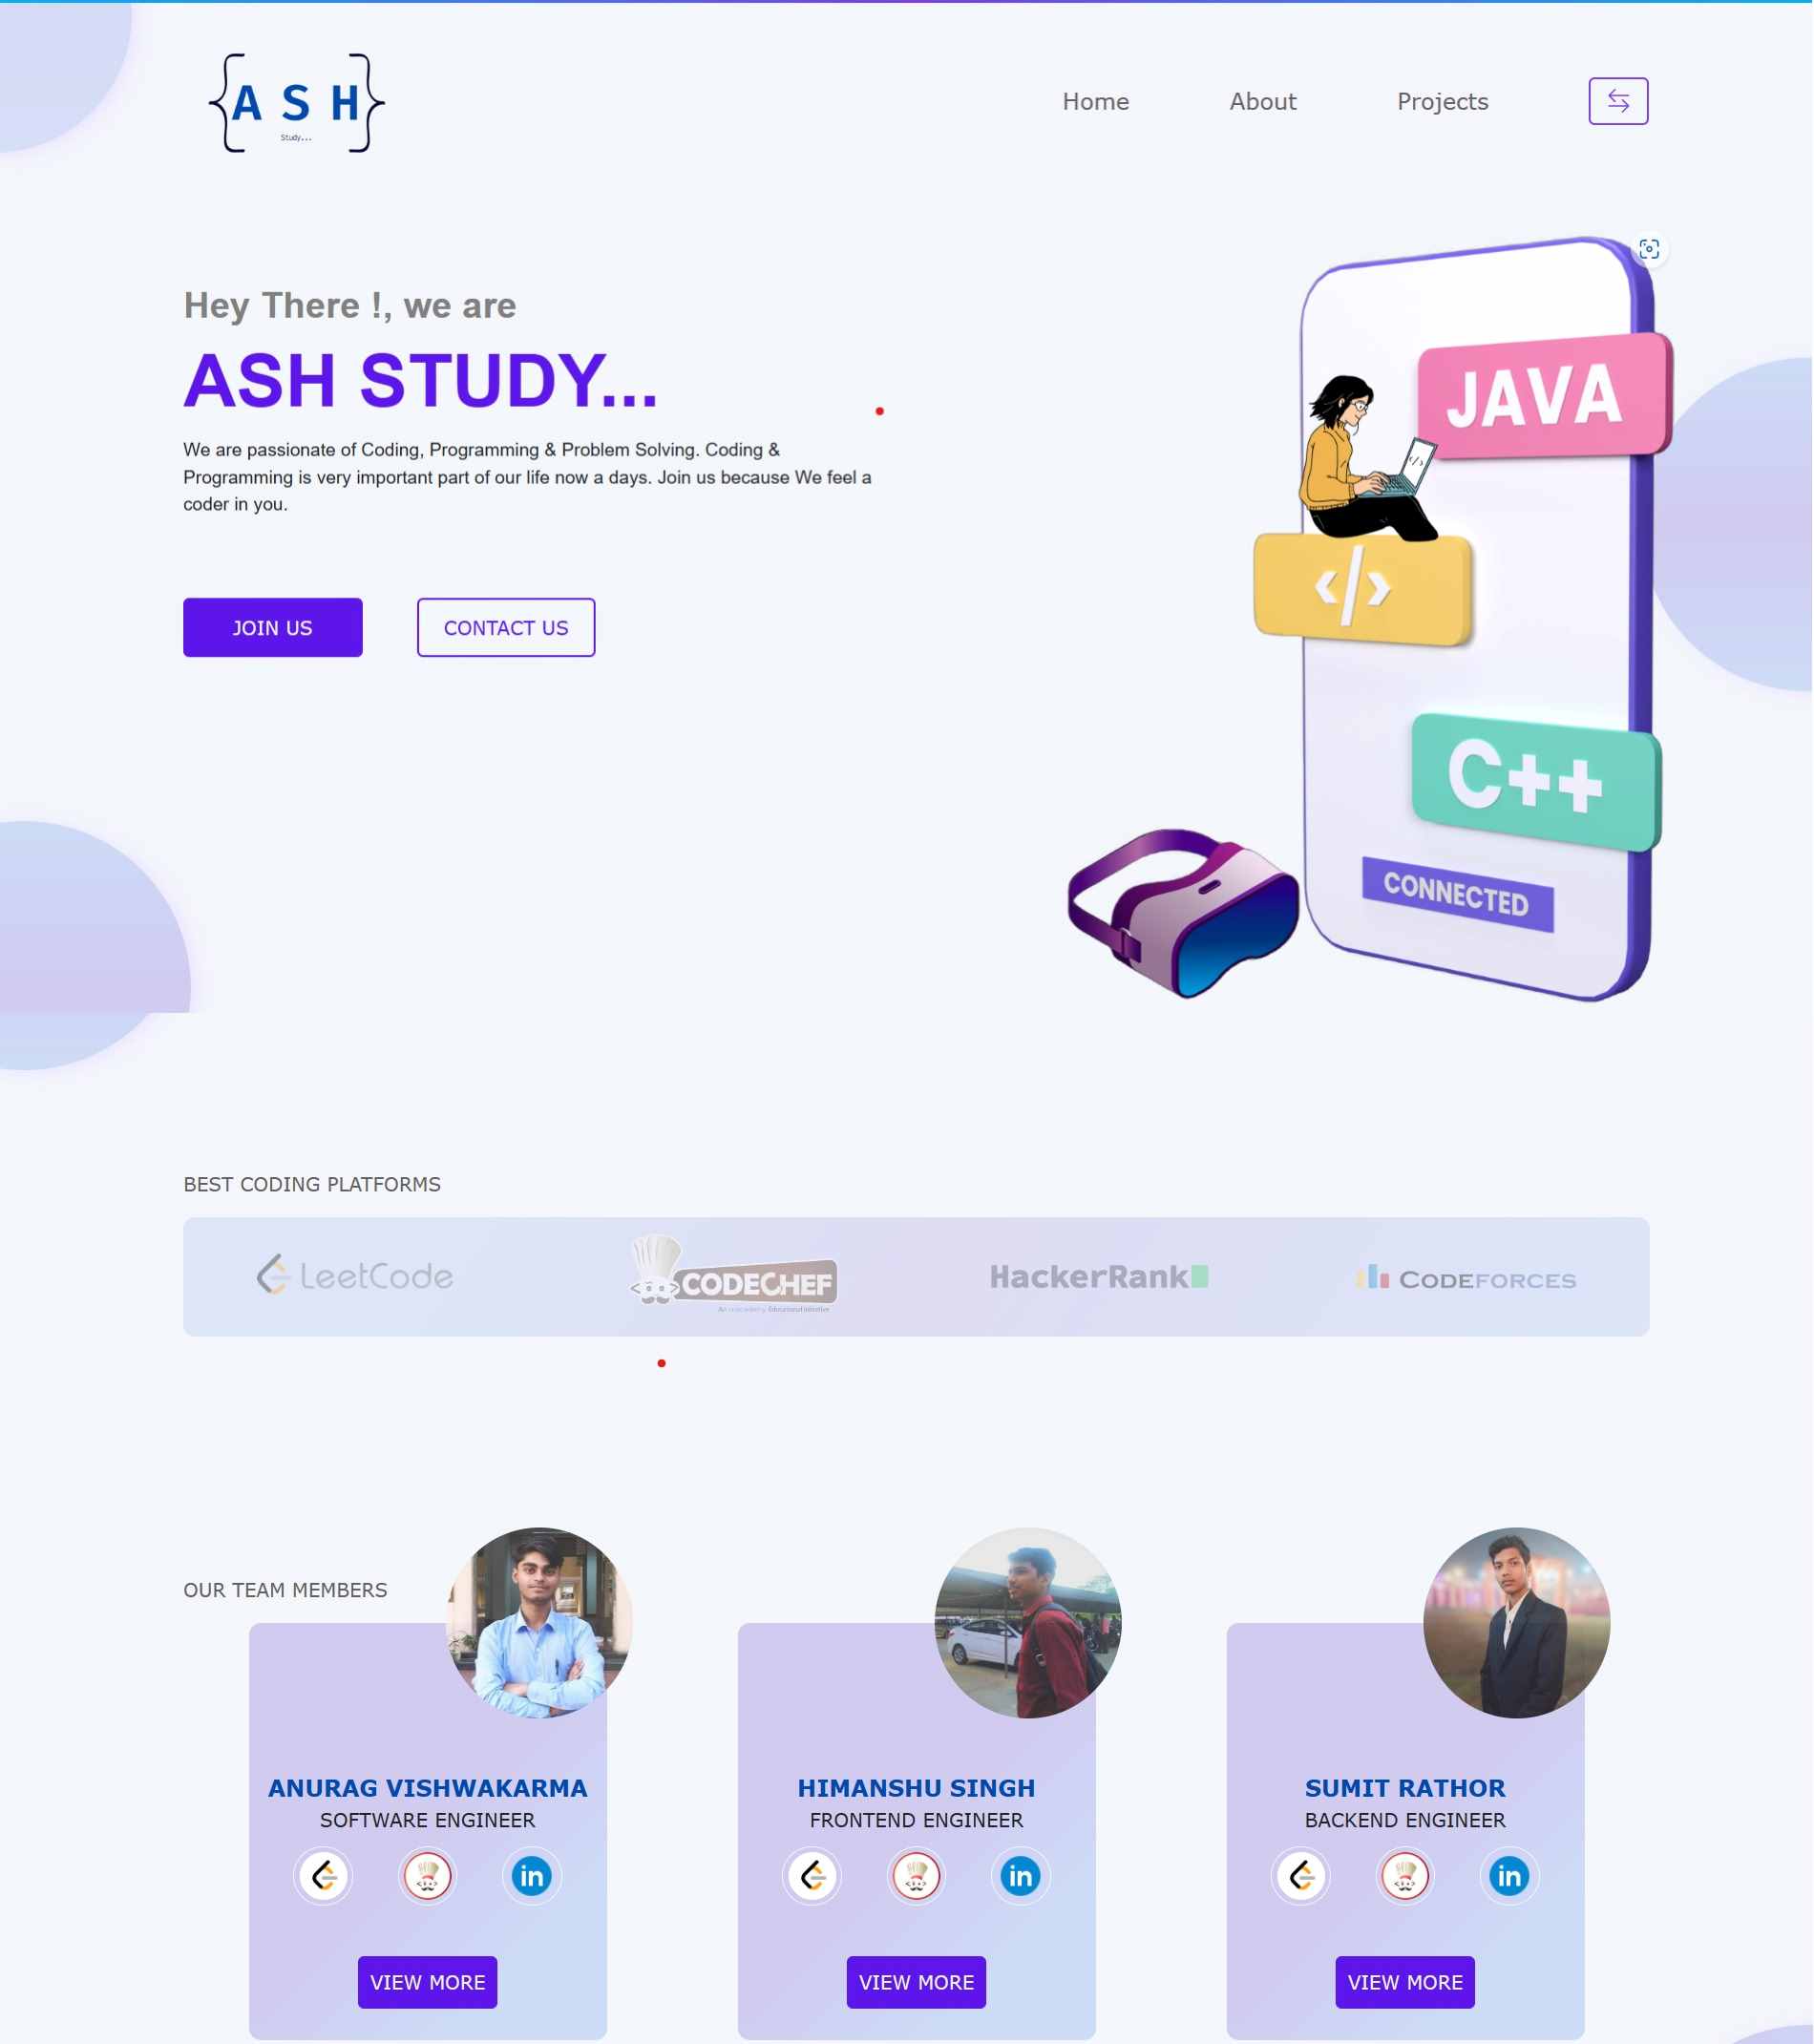 A S H
Study...
Home
About
Projects
Hey There !, we are
ASH STUDY...
We are passionate of Coding, Programming & Problem Solving. Coding &
Programming is very important part of our life now a days. Join us because We feel a
coder in you.
JOIN US
CONTACT US
JAVA
</>
</>
C++
CONNECTED
BEST CODING PLATFORMS
LeetCode
CODECHEF
HackerRank
CODEFORCES
OUR TEAM MEMBERS
ANURAG VISHWAKARMA
SOFTWARE ENGINEER
in
VIEW MORE
HIMANSHU SINGH
FRONTEND ENGINEER
in
VIEW MORE
SUMIT RATHOR
BACKEND ENGINEER
in
VIEW MORE